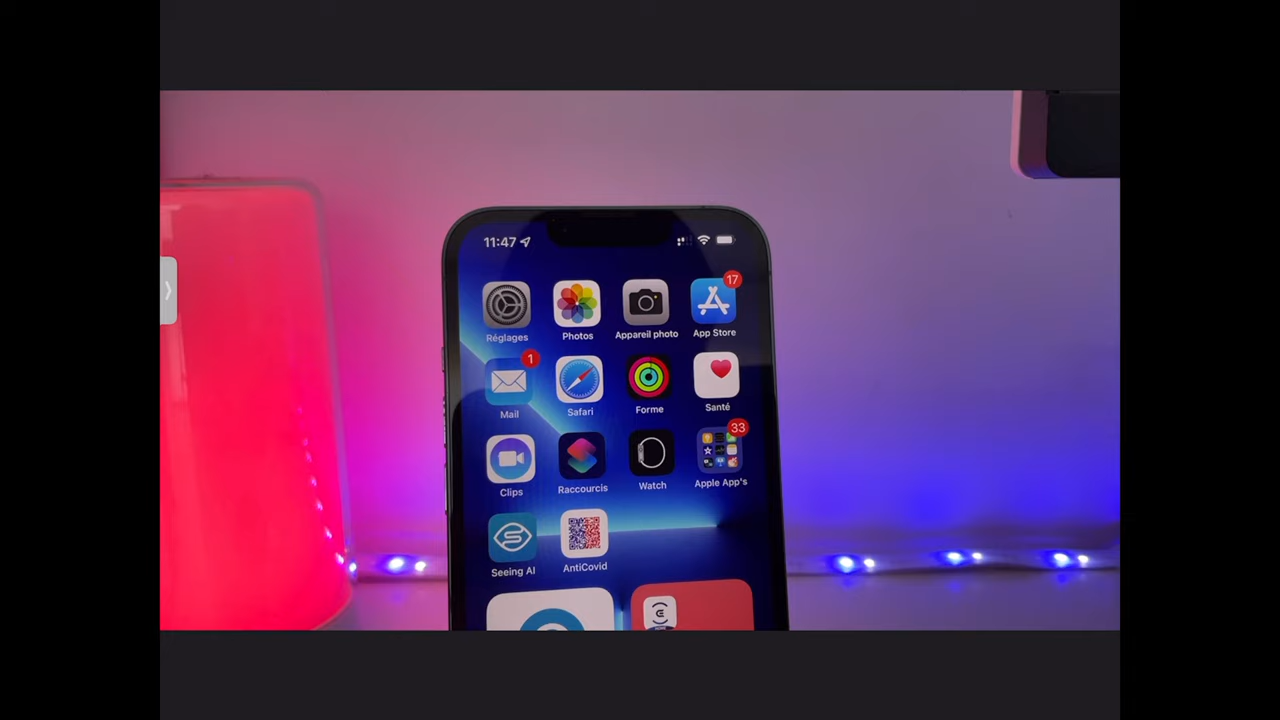 11:47
17
Réglages
Photos
Appareil photo
App Store
1
Mail
Safari
Forme
Santé
33
Clips
Raccourcis
Watch
Apple App's
Seeing AI
AntiCovid